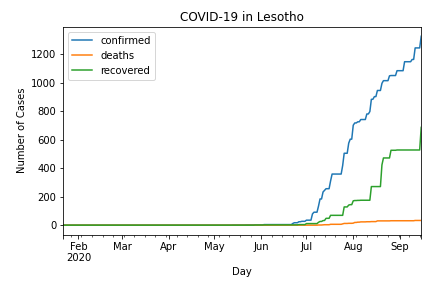 COVID-19 in Lesotho
confirmed
deaths
recovered
Number of Cases
1200
1000
800
600
400
200
0
Feb Mar Apr May Jun Jul Aug Sep
2020
Day